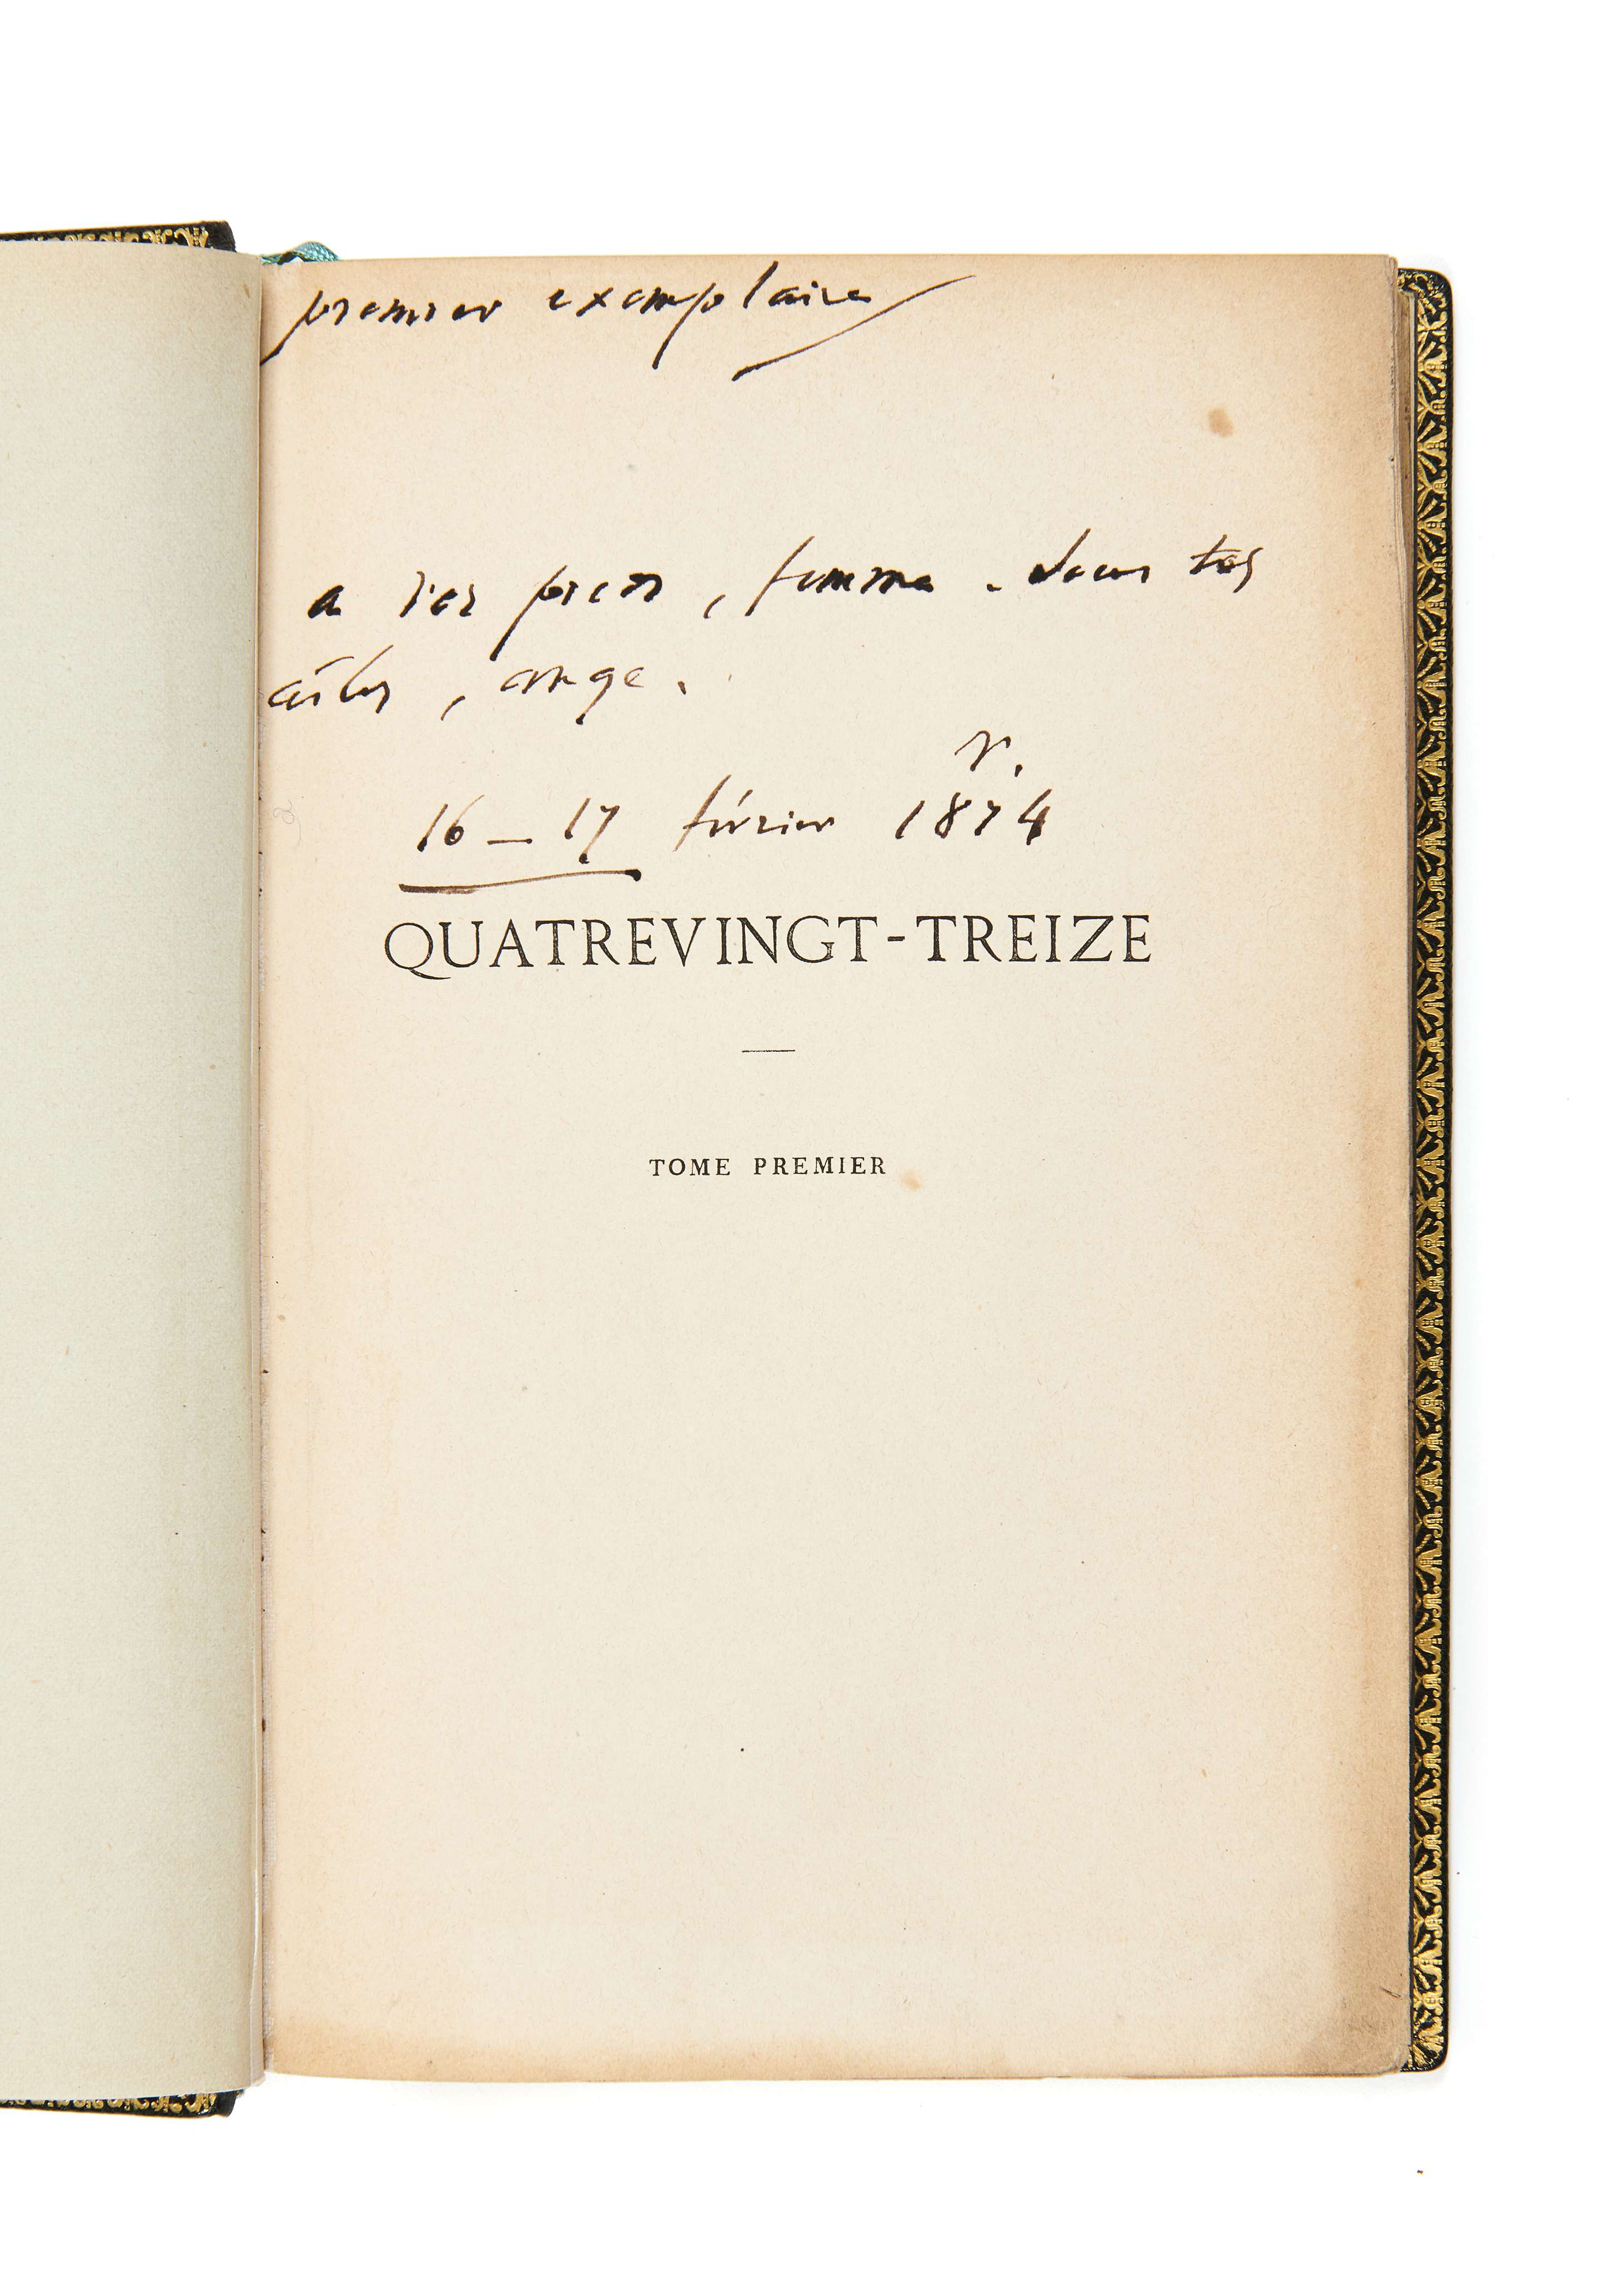 premier exemplaire
a tes pieds, femme. dans tes
ailes, ange.
V.
16 — 17 février 1874
QUATREVINGT-TREIZE
TOME PREMIER